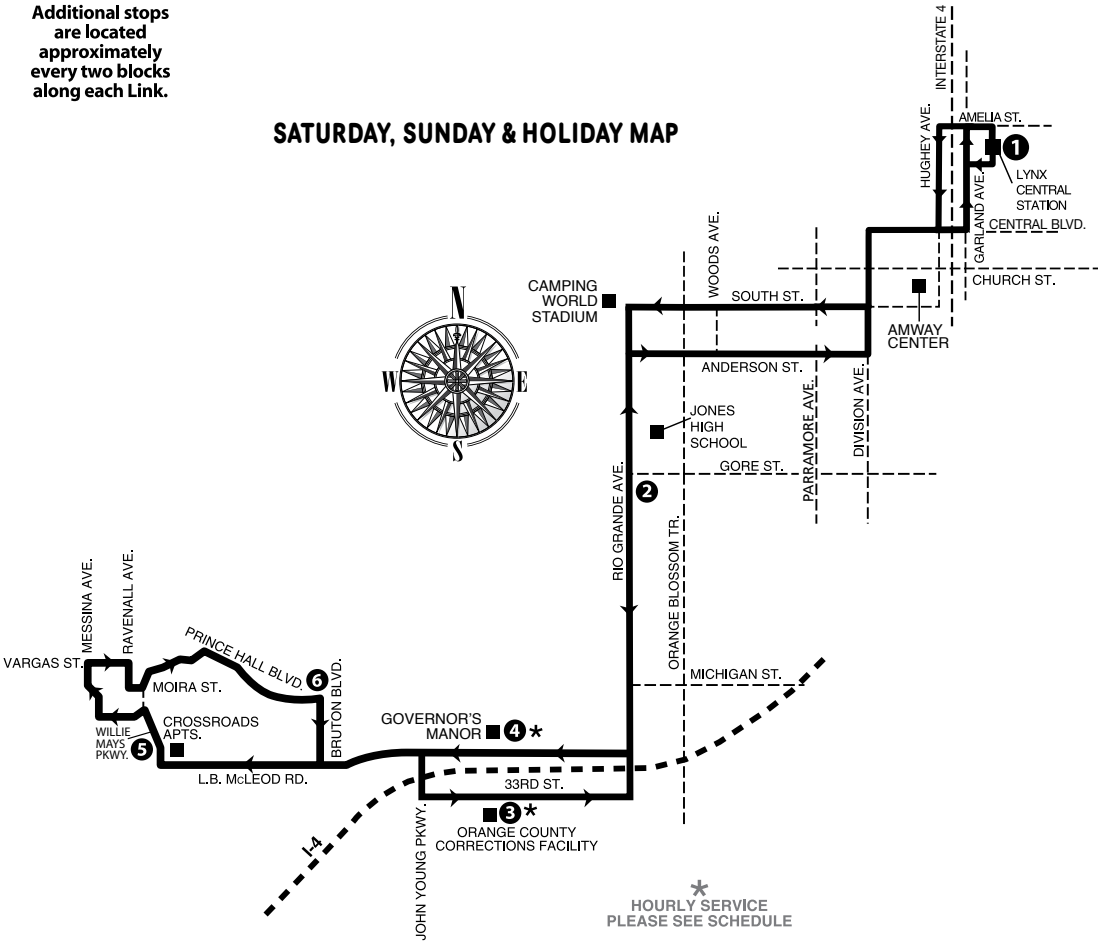 Additional stops
are located
approximately
every two blocks
along each Link.
SATURDAY, SUNDAY & HOLIDAY MAP
INTERSTATE 4
HUGHEY AVE.
AMELIA ST.
1
LYNX
CENTRAL
STATION
GARLAND AVE.
CENTRAL BLVD.
CHURCH ST.
WOODS AVE.
CAMPING
WORLD
STADIUM
SOUTH ST.
AMWAY
CENTER
ANDERSON ST.
N
W
E
S
JONES
HIGH
SCHOOL
PARRAMORE AVE.
DIVISION AVE.
GORE ST.
RIO GRANDE AVE.
2
ORANGE BLOSSOM TR.
MICHIGAN ST.
MESSINA AVE.
RAVENALL AVE.
VARGAS ST.
PRINCE HALL BLVD.
6
MOIRA ST.
BRUTON BLVD.
WILLIE
MAYS
PKWY.
5
CROSSROADS
APTS.
L.B. McLEOD RD.
GOVERNOR'S
MANOR
4 *
33RD ST.
3 *
ORANGE COUNTY
CORRECTIONS FACILITY
JOHN YOUNG PKWY.
I-4
*
HOURLY SERVICE
PLEASE SEE SCHEDULE